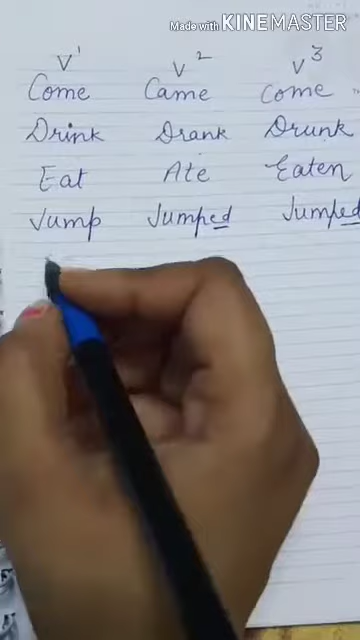 Made with KINEMASTER
V¹ V² V³
Come Came Come
Drink Drank Drunk
Eat Ate Eaten
Jump Jumped Jumped